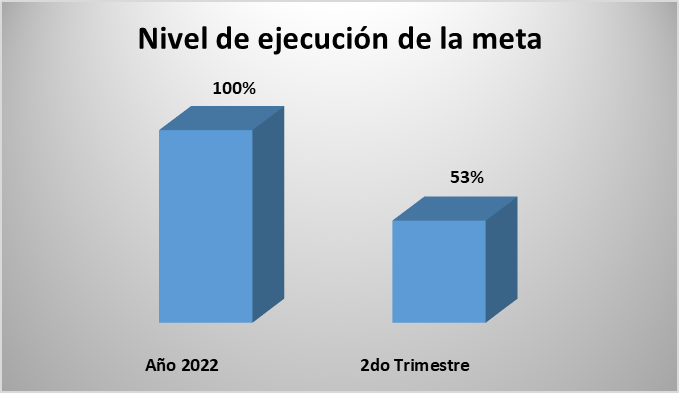 Nivel de ejecución de la meta
100%
53%
Año 2022
2do Trimestre